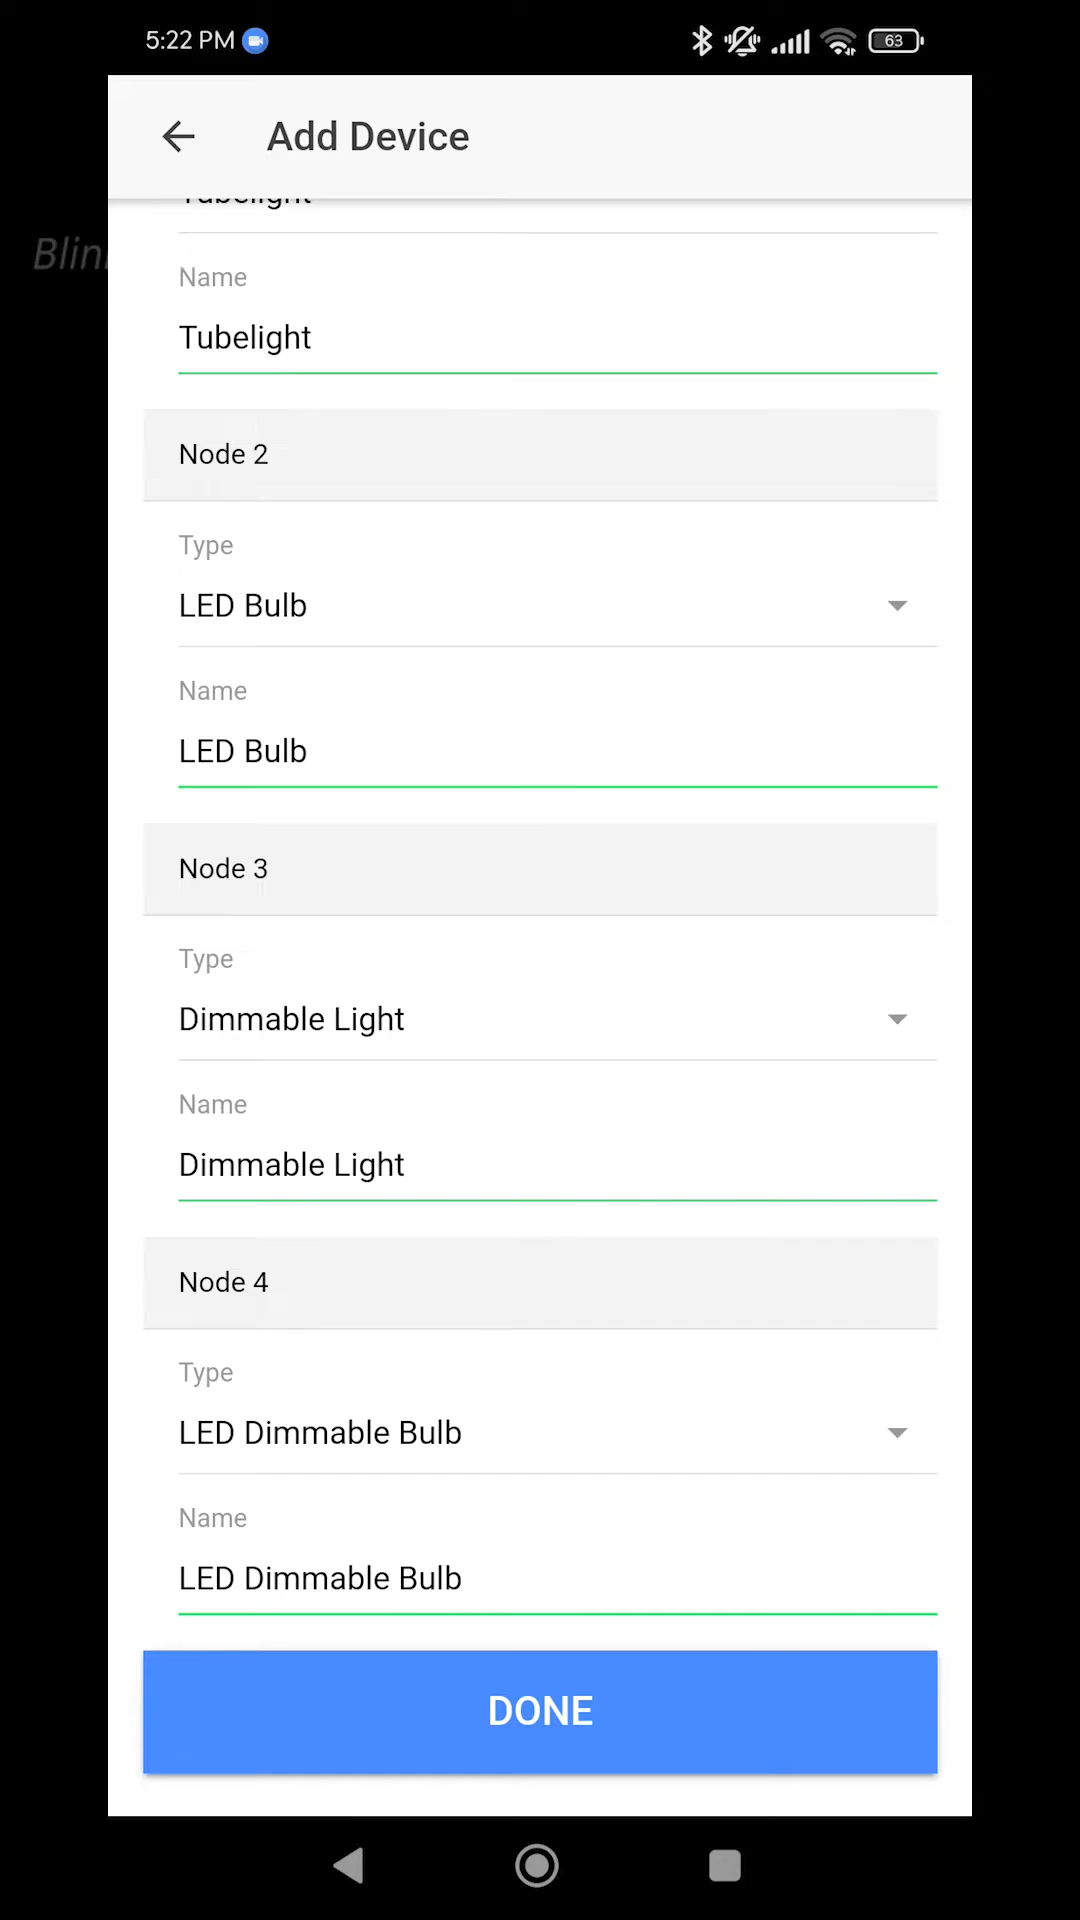 5:22 PM
63
Add Device
Tubelight
Name
Tubelight
Node 2
Type
LED Bulb
Name
LED Bulb
Node 3
Type
Dimmable Light
Name
Dimmable Light
Node 4
Type
LED Dimmable Bulb
Name
LED Dimmable Bulb
DONE